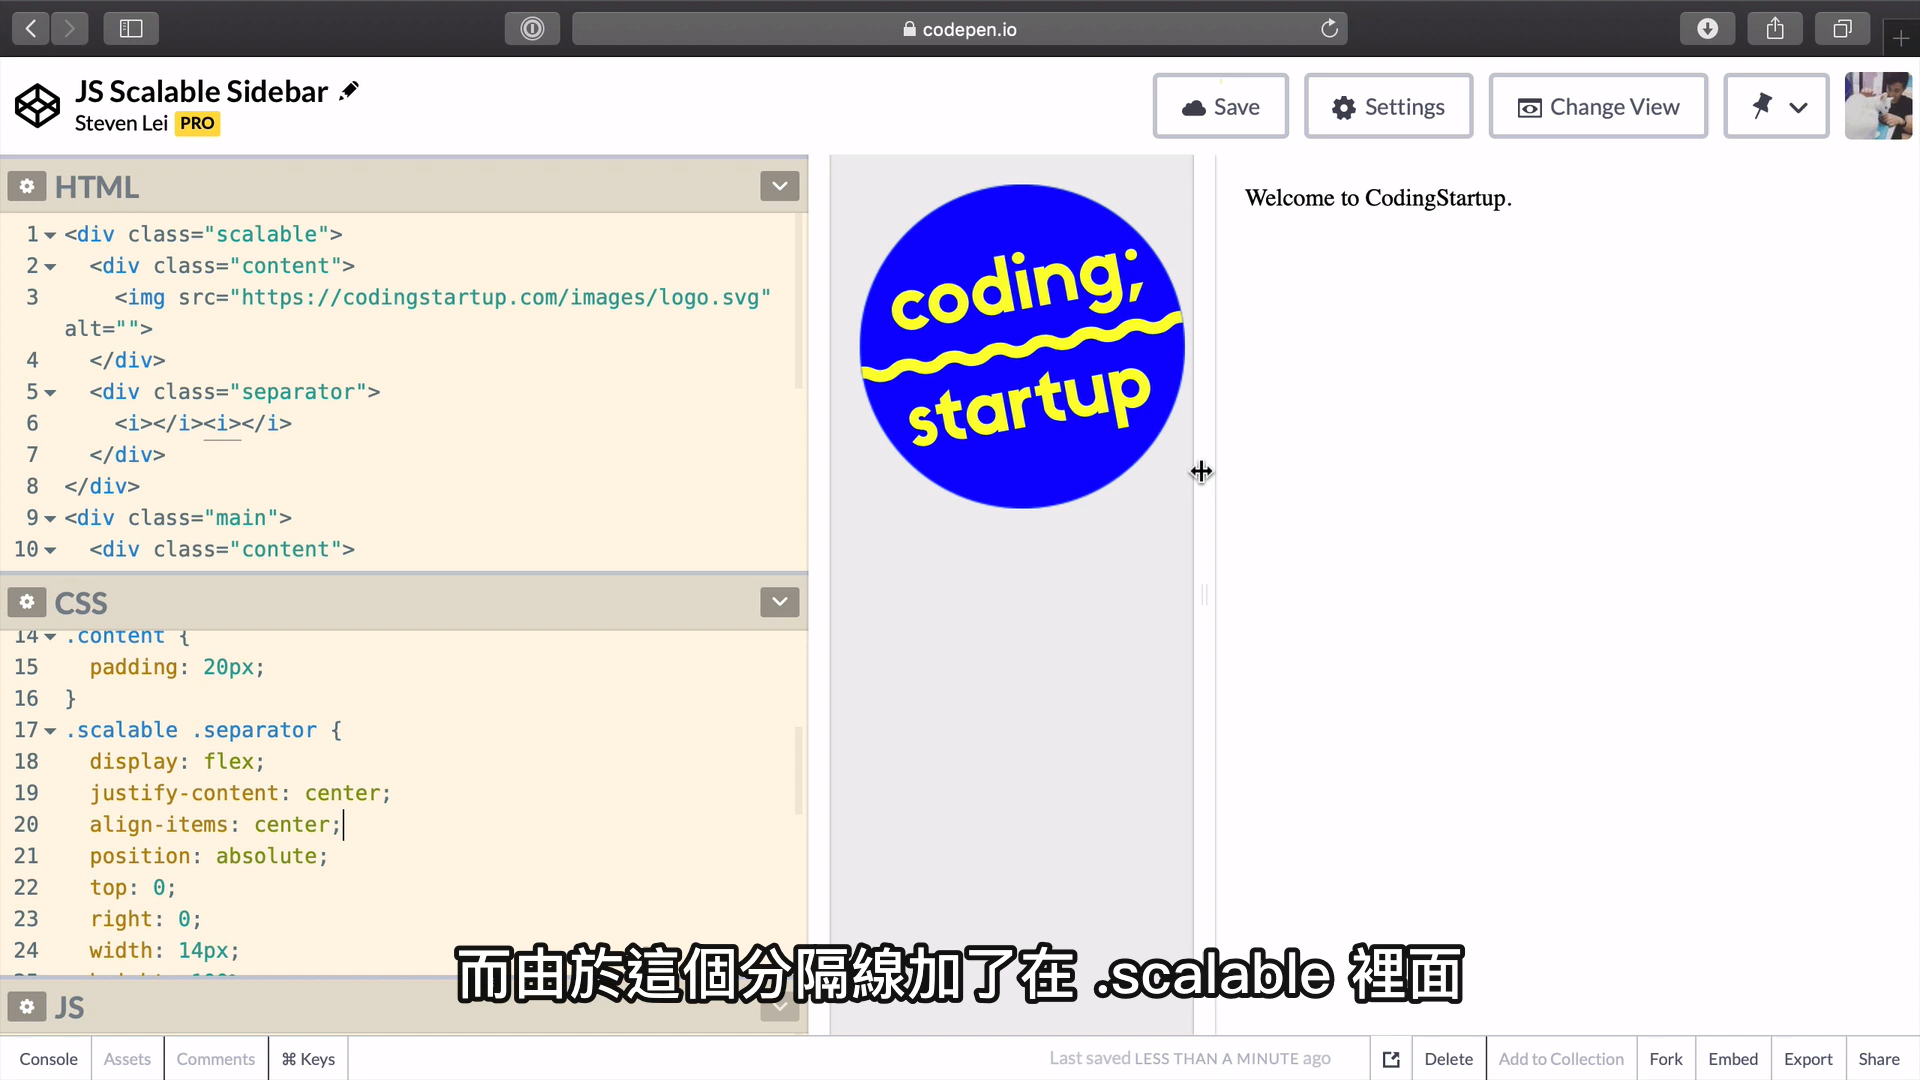 codepen.io
JS Scalable Sidebar
Steven Lei PRO
Save
Settings
Change View
HTML
1 <div class="scalable">
2 <div class="content">
3 <img src="https://codingstartup.com/images/logo.svg"
alt="">
4 </div>
5 <div class="separator">
6 <i></i><i></i>
7 </div>
8 </div>
9 <div class="main">
10 <div class="content">
CSS
14 .content {
15 padding: 20px;
16 }
17 .scalable .separator {
18 display: flex;
19 justify-content: center;
20 align-items: center;
21 position: absolute;
22 top: 0;
23 right: 0;
24 width: 14px;
JS
coding;
startup
Welcome to CodingStartup.
而由於這個分隔線加了在 .scalable 裡面
Console
Assets
Comments
⌘ Keys
Last saved LESS THAN A MINUTE ago
Delete
Add to Collection
Fork
Embed
Export
Share